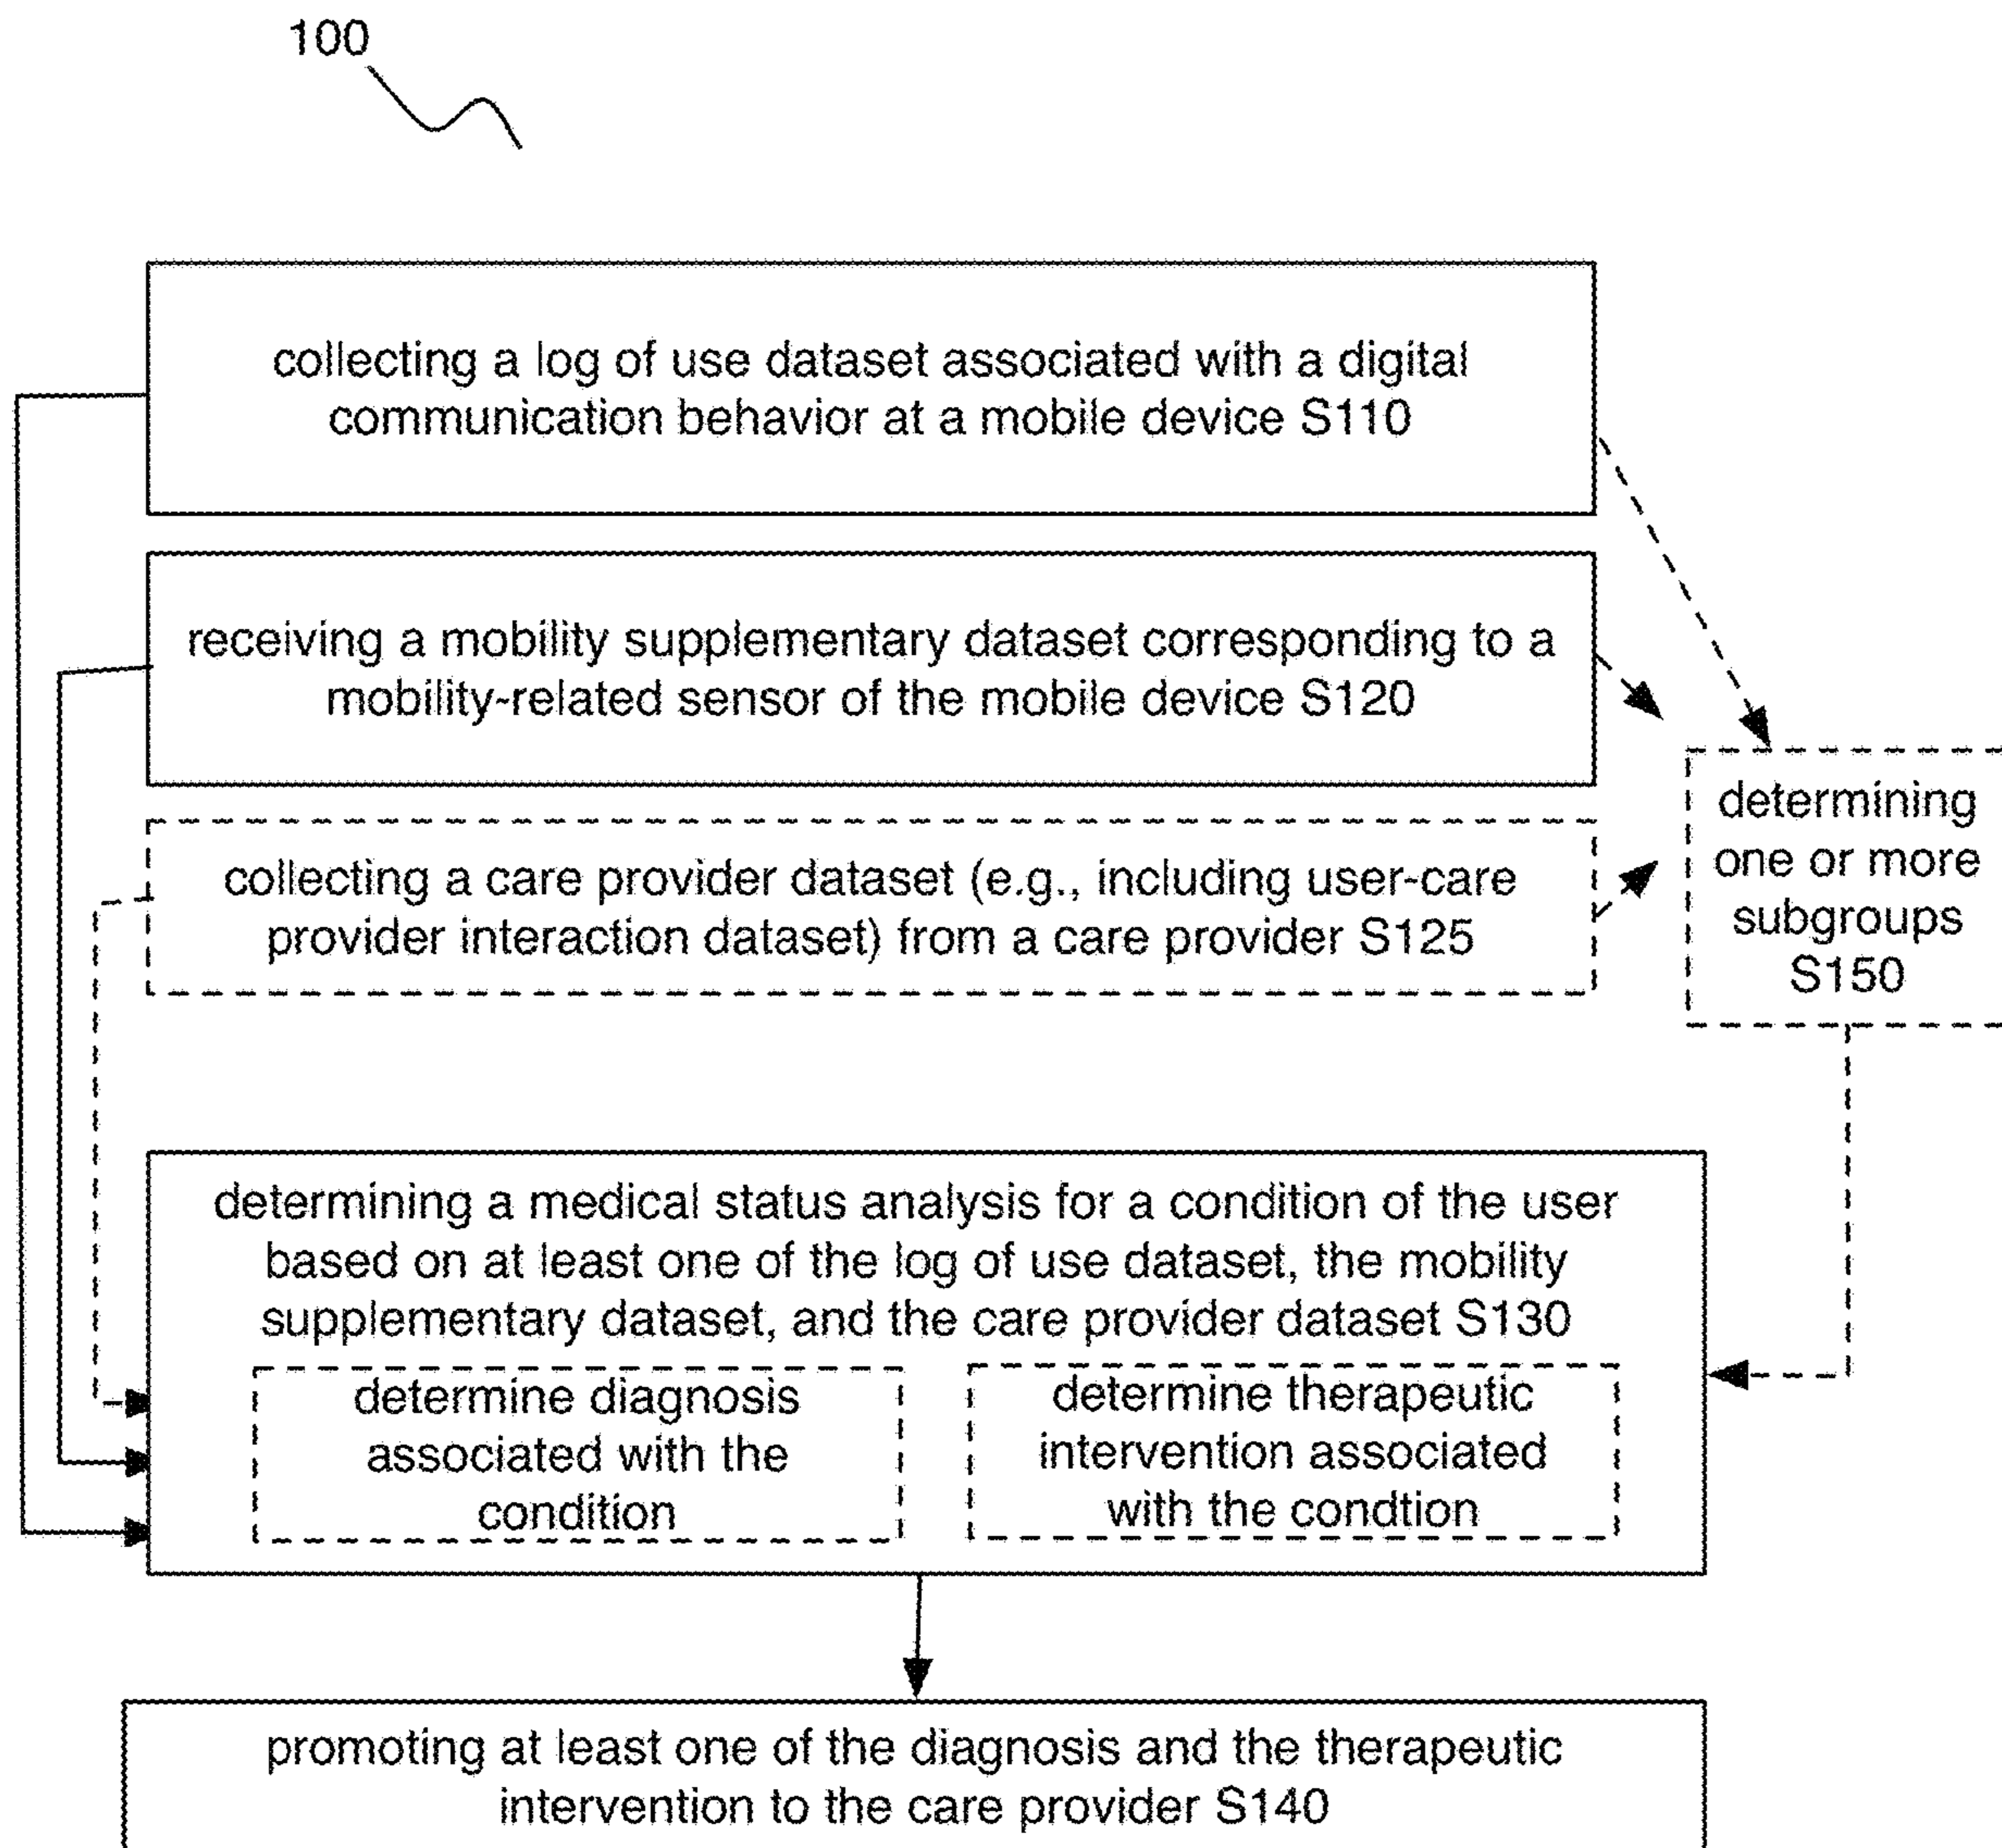 100
collecting a log of use dataset associated with a digital
communication behavior at a mobile device S110
receiving a mobility supplementary dataset corresponding to a
mobility-related sensor of the mobile device S120
collecting a care provider dataset (e.g., including user-care
provider interaction dataset) from a care provider S125
determining
one or more
subgroups
S150
determining a medical status analysis for a condition of the user
based on at least one of the log of use dataset, the mobility
supplementary dataset, and the care provider dataset S130
determine diagnosis
associated with the
condition
determine therapeutic
intervention associated
with the condtion
promoting at least one of the diagnosis and the therapeutic
intervention to the care provider S140